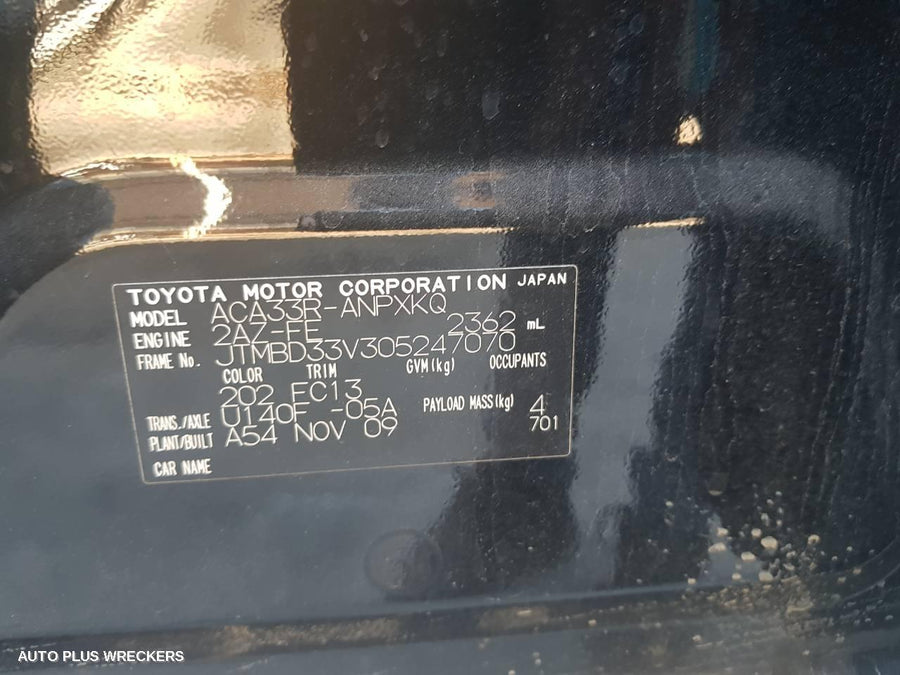 TOYOTA MOTOR CORPORATION JAPAN
MODEL ACA33R-ANPXKQ
ENGINE 2AZ-FE 2362 mL
FRAME No. JTMBD33V305247070
COLOR TRIM GVM(kg) OCCUPANTS
202 FC13
TRANS./AXLE U140F -05A PAYLOAD MASS(kg) 4
PLANT/BUILT A54 NOV 09 701
CAR NAME
AUTO PLUS WRECKERS